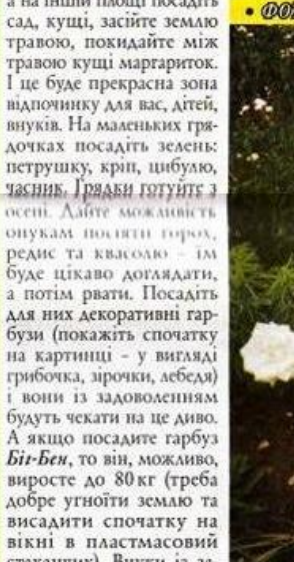 а на іншій площі посадіть
сад, кущі, засійте землю
травою, покидайте між
травою кущі маргариток.
І це буде прекрасна зона
відпочинку для вас, дітей,
внуків. На маленьких гря-
дочках посадіть зелень:
петрушку, кріп, цибулю,
часник. Грядки готуйте з
осені. Дайте можливість
онукам посіяти горох,
редис та квасолю – їм
буде цікаво доглядати,
а потім рвати. Посадіть
для них декоративні гар-
бузи (покажіть спочатку
на картинці – у вигляді
грибочка, зірочки, лебедя)
і вони із задоволенням
будуть чекати на це диво.
А якщо посадите гарбуз
Біг-Бен, то він, можливо,
виросте до 80 кг (треба
добре угноїти землю та
висадити спочатку на
вікні в пластмасовий
стаканчик). Внуки із за-
• ФО